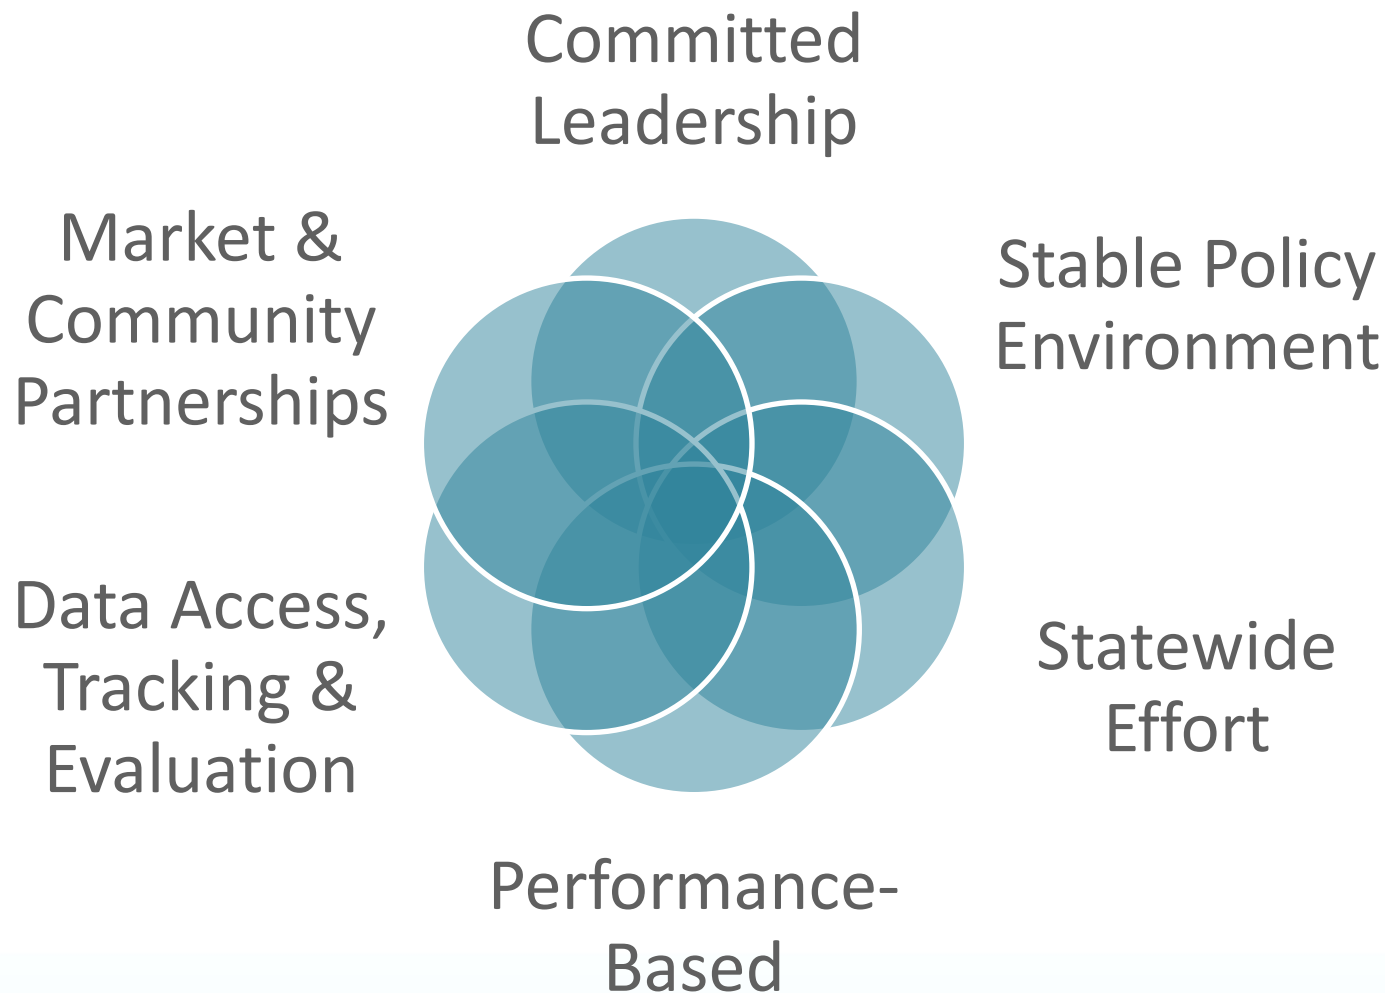 Committed
Leadership
Market &
Community
Partnerships
Stable Policy
Environment
Data Access,
Tracking &
Evaluation
Statewide
Effort
Performance-
Based